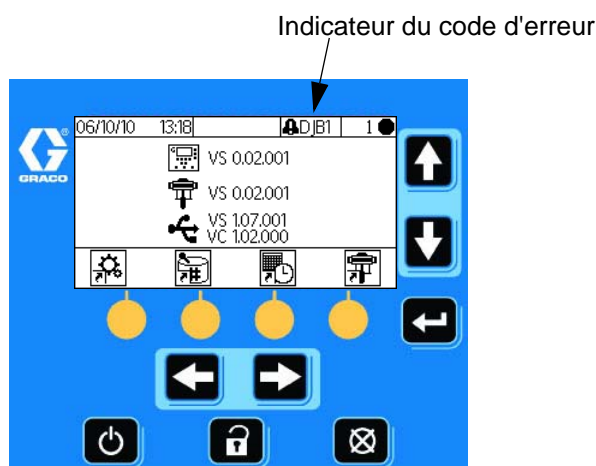 Indicateur du code d'erreur
06/10/10 13:18 DJB1 1
GRACO
VS 0.02.001
VS 0.02.001
VS 1.07.001
VC 1.02.000
#